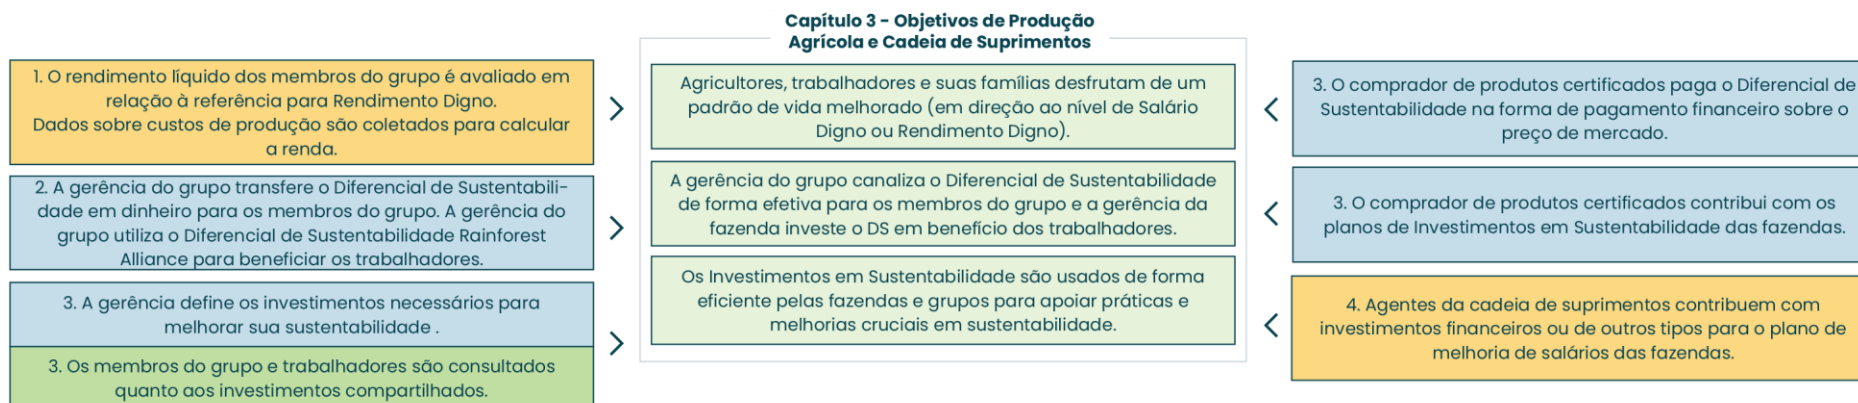 Capítulo 3 - Objetivos de Produção
Agrícola e Cadeia de Suprimentos
1. O rendimento líquido dos membros do grupo é avaliado em
relação à referência para Rendimento Digno.
Dados sobre custos de produção são coletados para calcular
a renda.
2. A gerência do grupo transfere o Diferencial de Sustentabili-
dade em dinheiro para os membros do grupo. A gerência do
grupo utiliza o Diferencial de Sustentabilidade Rainforest
Alliance para beneficiar os trabalhadores.
3. A gerência define os investimentos necessários para
melhorar sua sustentabilidade .
3. Os membros do grupo e trabalhadores são consultados
quanto aos investimentos compartilhados.
Agricultores, trabalhadores e suas famílias desfrutam de um
padrão de vida melhorado (em direção ao nível de Salário
Digno ou Rendimento Digno).
A gerência do grupo canaliza o Diferencial de Sustentabilidade
de forma efetiva para os membros do grupo e a gerência da
fazenda investe o DS em benefício dos trabalhadores.
Os Investimentos em Sustentabilidade são usados de forma
eficiente pelas fazendas e grupos para apoiar práticas e
melhorias cruciais em sustentabilidade.
3. O comprador de produtos certificados paga o Diferencial de
Sustentabilidade na forma de pagamento financeiro sobre o
preço de mercado.
3. O comprador de produtos certificados contribui com os
planos de Investimentos em Sustentabilidade das fazendas.
4. Agentes da cadeia de suprimentos contribuem com
investimentos financeiros ou de outros tipos para o plano de
melhoria de salários das fazendas.